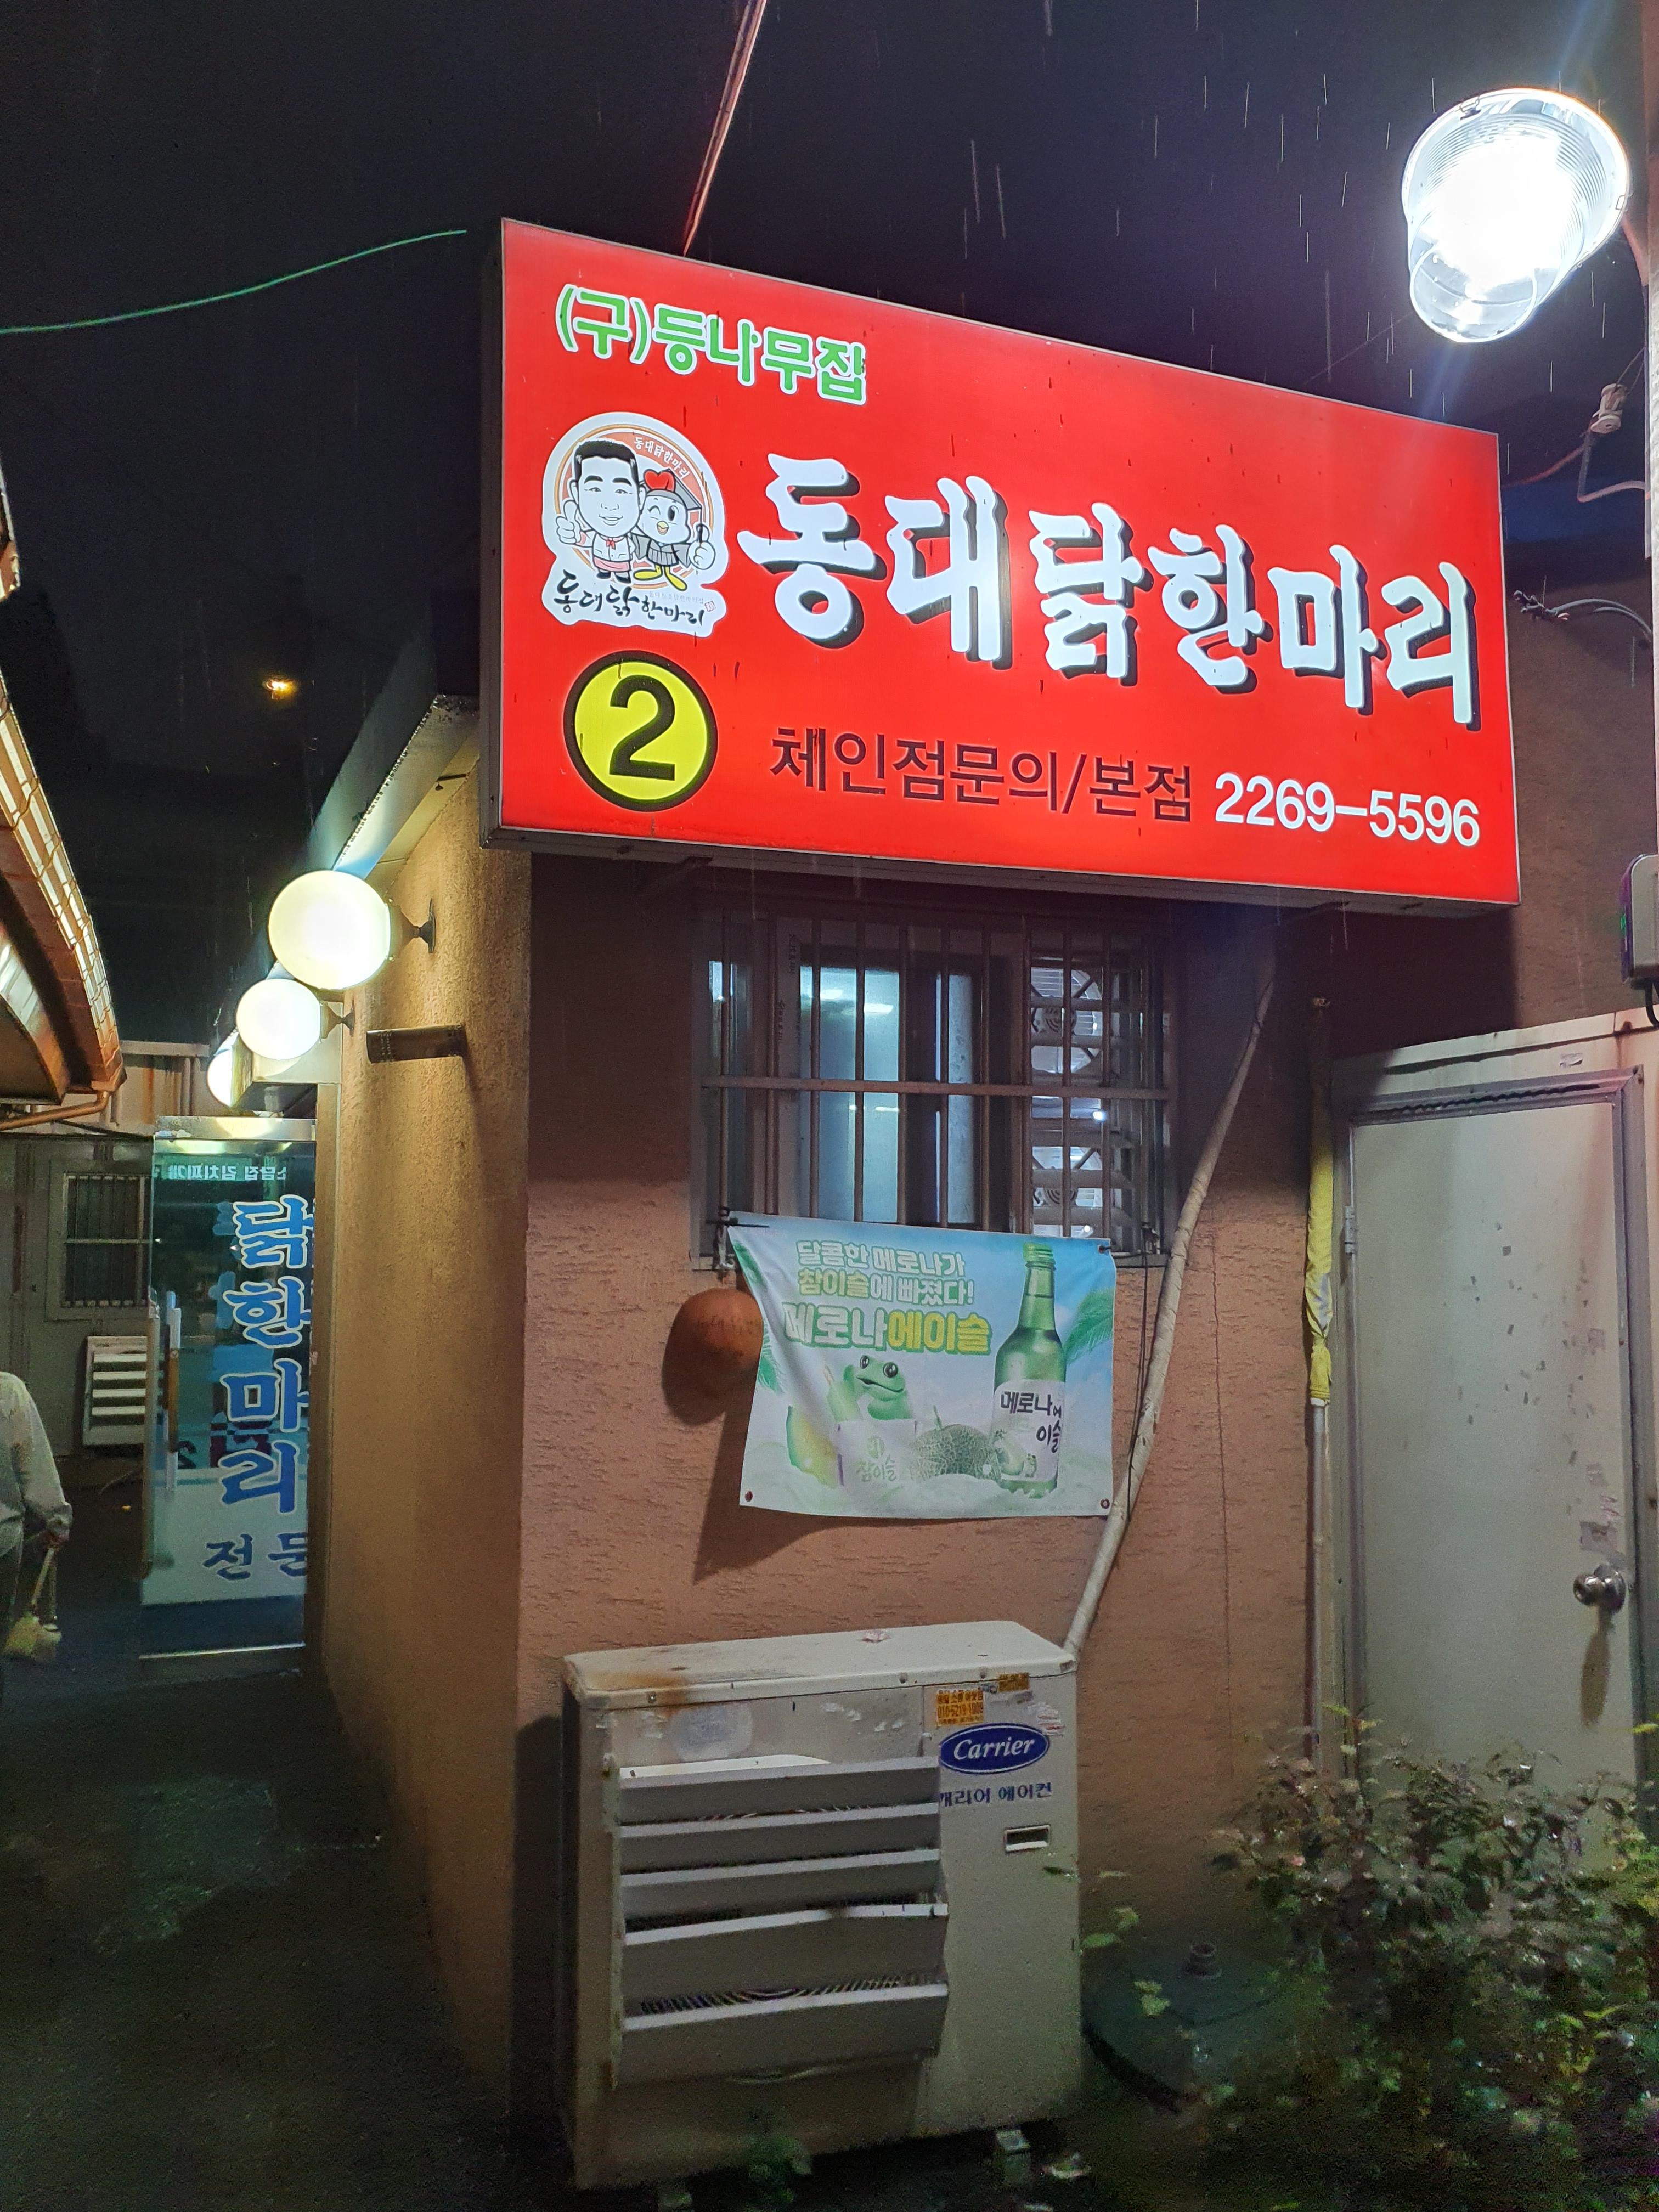 (구)등나무집
동대닭한마리
동대닭한마리
동대닭한마리
2
체인점문의/본점 2269-5596
닭한마리
전문
달콤한 메로나가
참이슬에 빠졌다!
메로나에이슬
메로나에
이슬
참이슬
Carrier
캐리어 에어컨